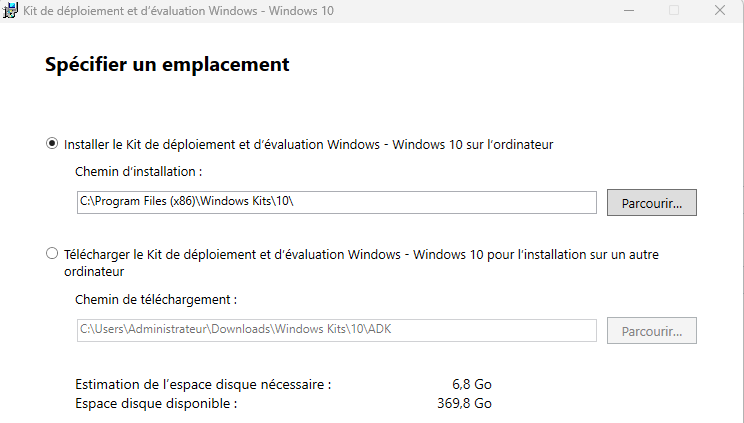 Kit de déploiement et d'évaluation Windows - Windows 10
Spécifier un emplacement
Installer le Kit de déploiement et d'évaluation Windows - Windows 10 sur l'ordinateur
Chemin d'installation :
C:\Program Files (x86)\Windows Kits\10\
Parcourir...
Télécharger le Kit de déploiement et d'évaluation Windows - Windows 10 pour l'installation sur un autre
ordinateur
Chemin de téléchargement :
C:\Users\Administrateur\Downloads\Windows Kits\10\ADK
Parcourir...
Estimation de l'espace disque nécessaire : 6,8 Go
Espace disque disponible : 369,8 Go